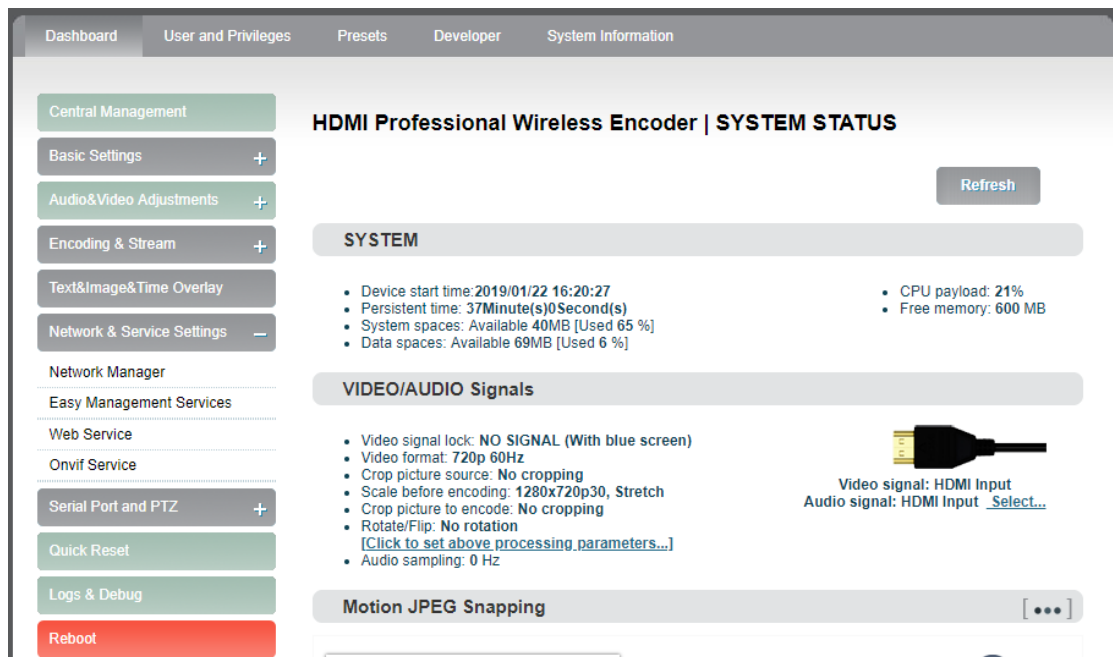 Dashboard User and Privileges Presets Developer System Information
Central Management
Basic Settings +
Audio&Video Adjustments +
Encoding & Stream +
Text&Image&Time Overlay
Network & Service Settings –
Network Manager
Easy Management Services
Web Service
Onvif Service
Serial Port and PTZ +
Quick Reset
Logs & Debug
Reboot
HDMI Professional Wireless Encoder | SYSTEM STATUS
Refresh
SYSTEM
• Device start time:2019/01/22 16:20:27
• Persistent time: 37Minute(s)0Second(s)
• System spaces: Available 40MB [Used 65 %]
• Data spaces: Available 69MB [Used 6 %]
• CPU payload: 21%
• Free memory: 600 MB
VIDEO/AUDIO Signals
• Video signal lock: NO SIGNAL (With blue screen)
• Video format: 720p 60Hz
• Crop picture source: No cropping
• Scale before encoding: 1280x720p30, Stretch
• Crop picture to encode: No cropping
• Rotate/Flip: No rotation
[Click to set above processing parameters...]
• Audio sampling: 0 Hz
Video signal: HDMI Input
Audio signal: HDMI Input Select...
Motion JPEG Snapping [•••]